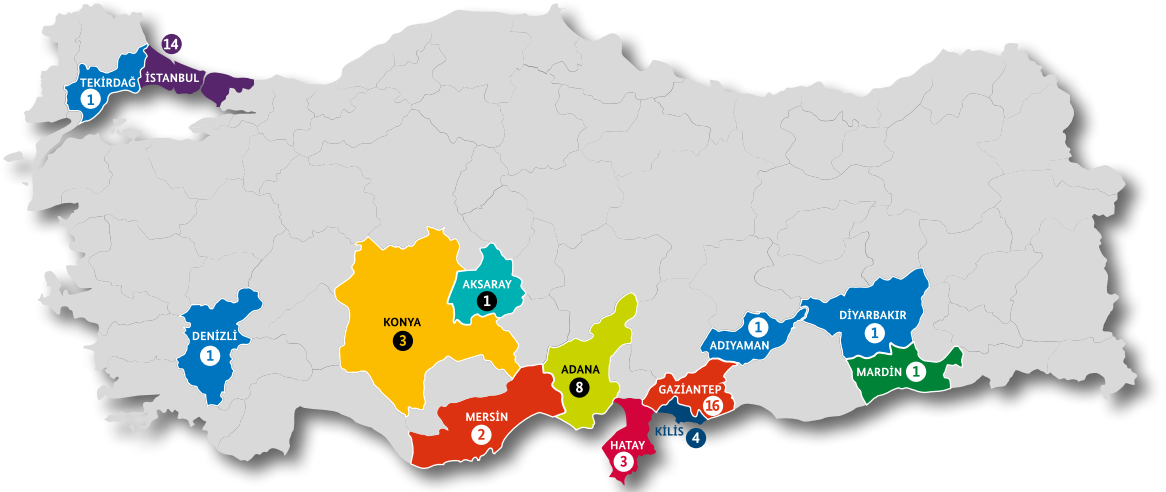 14
İSTANBUL
TEKİRDAĞ
1
AKSARAY
1
KONYA
3
DENİZLİ
1
DİYARBAKIR
1
1
ADIYAMAN
MARDİN 1
ADANA
8
GAZİANTEP
16
MERSİN
2
KİLİS 4
HATAY
3